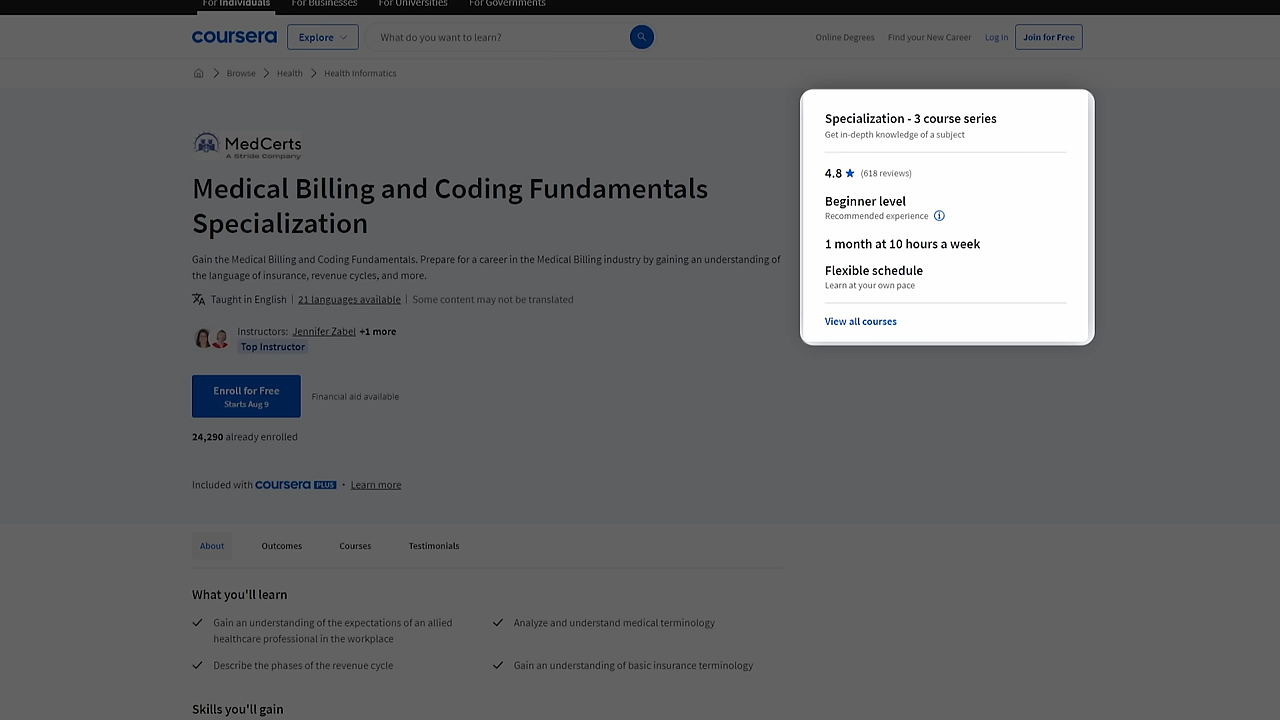 For Individuals
For Businesses
For Universities
For Governments
coursera
Explore
What do you want to learn?
Online Degrees
Find your New Career
Log In
Join for Free
Browse
Health
Health Informatics
MedCerts
A Stride Company
Medical Billing and Coding Fundamentals
Specialization
Gain the Medical Billing and Coding Fundamentals. Prepare for a career in the Medical Billing industry by gaining an understanding of
the language of insurance, revenue cycles, and more.
Taught in English | 21 languages available | Some content may not be translated
Instructors: Jennifer Zabel +1 more
Top Instructor
Enroll for Free
Starts Aug 9
Financial aid available
24,290 already enrolled
Included with coursera PLUS • Learn more
Specialization - 3 course series
Get in-depth knowledge of a subject
4.8 ★ (618 reviews)
Beginner level
Recommended experience
1 month at 10 hours a week
Flexible schedule
Learn at your own pace
View all courses
About
Outcomes
Courses
Testimonials
What you'll learn
Gain an understanding of the expectations of an allied
healthcare professional in the workplace
Analyze and understand medical terminology
Describe the phases of the revenue cycle
Gain an understanding of basic insurance terminology
Skills you'll gain